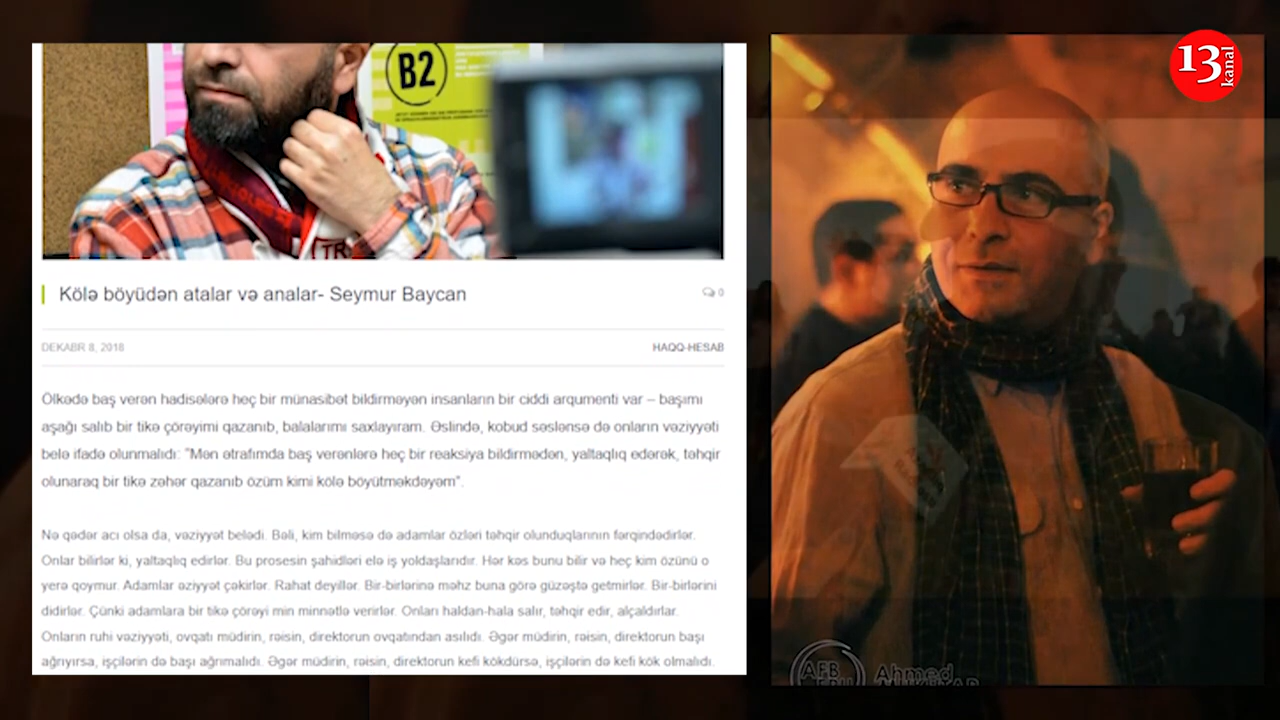 B2
TR
Kölə böyüdən atalar və analar- Seymur Baycan
0
DEKABR 8, 2018
HAQQ-HESAB
Ölkədə baş verən hadisələrə heç bir münasibət bildirməyən insanların bir ciddi arqumenti var – başımı
aşağı salıb bir tikə çörəyimi qazanıb, balalarımı saxlayıram. Əslində, kobud səslənsə də onların vəziyyəti
belə ifadə olunmalıdı: "Mən ətrafımda baş verənlərə heç bir reaksiya bildirmədən, yaltaqlıq edərək, təhqir
olunaraq bir tikə zəhər qazanıb özüm kimi kölə böyütməkdəyəm".
Nə qədər acı olsa da, vəziyyət belədi. Bəli, kim bilməsə də adamlar özləri təhqir olunduqlarının fərqindədirlər.
Onlar bilirlər ki, yaltaqlıq edirlər. Bu prosesin şahidləri elə iş yoldaşlarıdır. Hər kəs bunu bilir və heç kim özünü o
yerə qoymur. Adamlar əziyyət çəkirlər. Rahat deyillər. Bir-birlərinə məhz buna görə güzəştə getmirlər. Bir-birlərini
didirlər. Çünki adamlara bir tikə çörəyi min minnətlə verirlər. Onları haldan-hala salır, təhqir edir, alçaldırlar.
Onların ruhi vəziyyəti, ovqatı müdirin, rəisin, direktorun ovqatından asılıdı. Əgər müdirin, rəisin, direktorun başı
ağrıyırsa, işçilərin də başı ağrımalıdı. Əgər müdirin, rəisin, direktorun kefi kökdürsə, işçilərin də kefi kök olmalıdı.
13 kanal
AFB
Ahmed